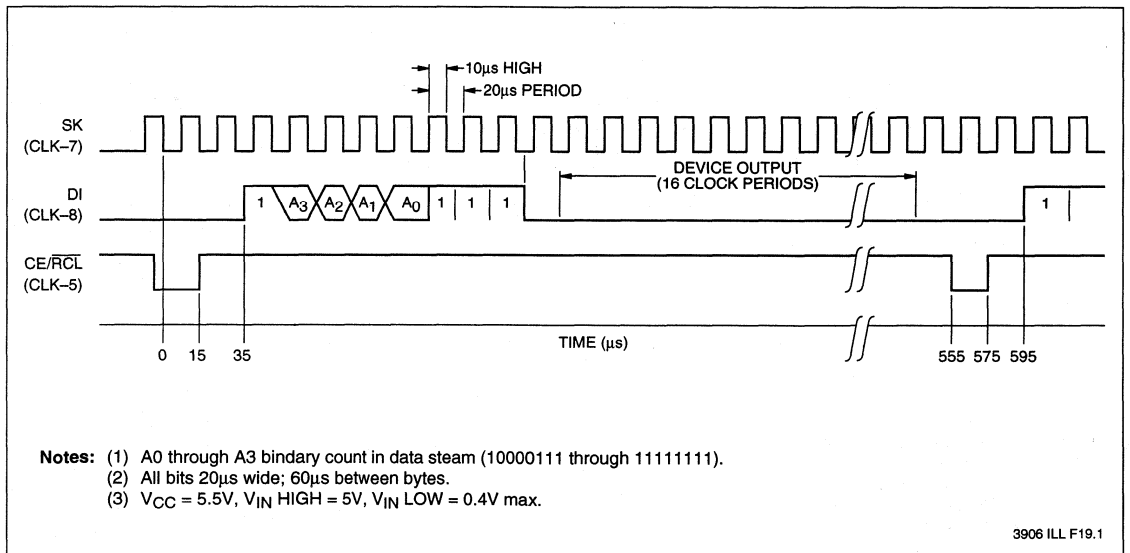 10µs HIGH
20µs PERIOD
SK
(CLK–7)
DEVICE OUTPUT
(16 CLOCK PERIODS)
DI
(CLK–8)
1 A3 A2 A1 A0 1 1 1 1
CE/RCL
(CLK–5)
TIME (µs)
0 15 35 555 575 595
Notes: (1) A0 through A3 bindary count in data steam (10000111 through 11111111).
(2) All bits 20µs wide; 60µs between bytes.
(3) VCC = 5.5V, VIN HIGH = 5V, VIN LOW = 0.4V max.
3906 ILL F19.1